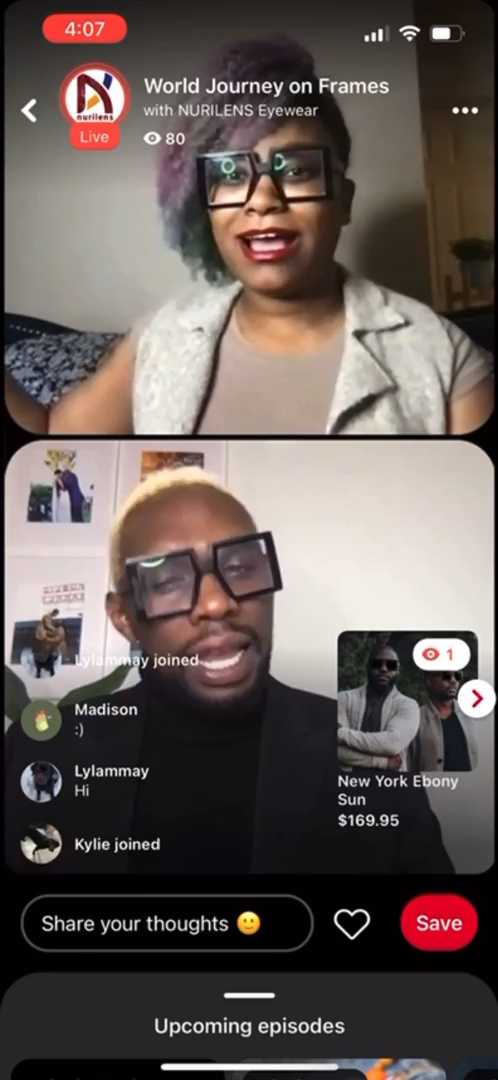 4:07
World Journey on Frames
nurilens
with NURILENS Eyewear
Live
80
Lylammay joined
1
Madison
:)
Lylammay
Hi
New York Ebony
Sun
$169.95
Kylie joined
Share your thoughts 🙂
Save
Upcoming episodes